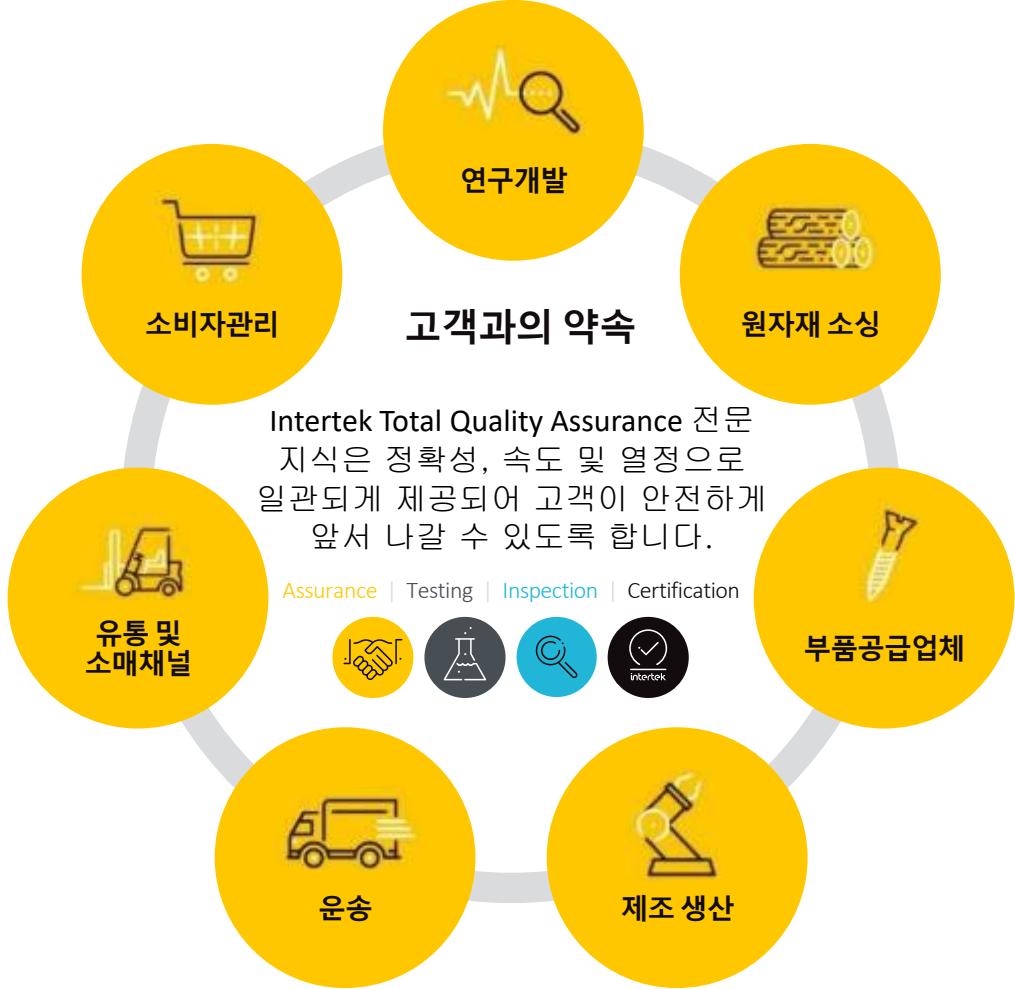 연구개발
소비자관리
원자재 소싱
고객과의 약속
Intertek Total Quality Assurance 전문
지식은 정확성, 속도 및 열정으로
일관되게 제공되어 고객이 안전하게
앞서 나갈 수 있도록 합니다.
Assurance | Testing | Inspection | Certification
intertek
유통 및
소매채널
부품공급업체
운송
제조 생산